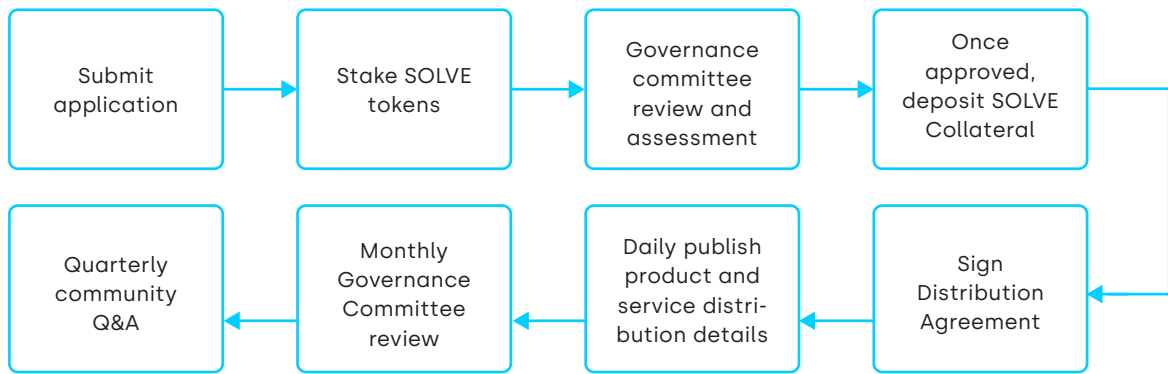 Submit
application
Stake SOLVE
tokens
Governance
committee
review and
assessment
Once
approved,
deposit SOLVE
Collateral
Sign
Distribution
Agreement
Daily publish
product and
service distri-
bution details
Monthly
Governance
Committee
review
Quarterly
community
Q&A